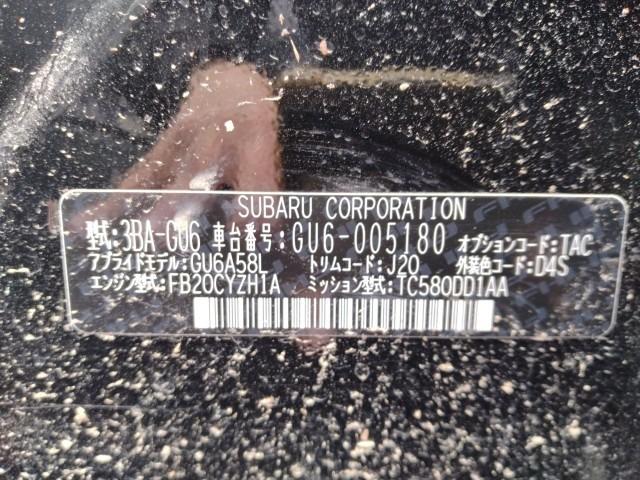 SUBARU CORPORATION
型式:3BA-GU6 車台番号:GU6-005180 オプションコード:TAC
アプライドモデル:GU6A58L トリムコード:J20 外装色コード:D4S
エンジン型式:FB20CYZH1A ミッション型式:TC580DD1AA